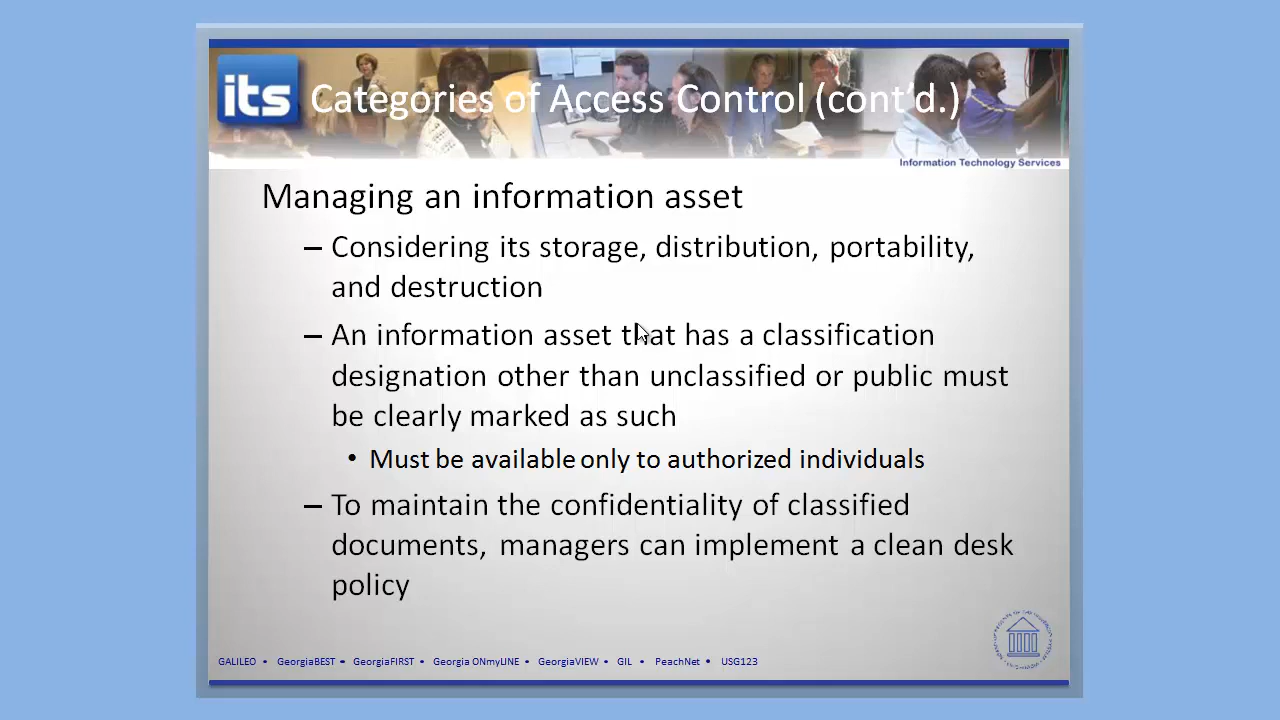 its
Categories of Access Control (cont'd.)
Information Technology Services
Managing an information asset
– Considering its storage, distribution, portability,
and destruction
– An information asset that has a classification
designation other than unclassified or public must
be clearly marked as such
• Must be available only to authorized individuals
– To maintain the confidentiality of classified
documents, managers can implement a clean desk
policy
GALILEO • GeorgiaBEST • GeorgiaFIRST • Georgia ONmyLINE • GeorgiaVIEW • GIL • PeachNet • USG123